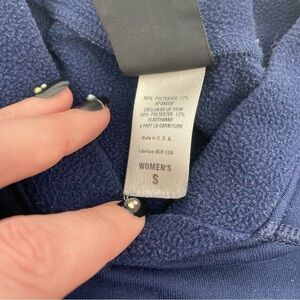 88% POLYESTER 12%
SPANDEX
EXCLUSIVE OF TRIM
88% POLYESTER 12%
ELASTHANNE
A PART LA GARNITURE
Made in U. S. A.
Fabrique AUX USA
WOMEN'S
S